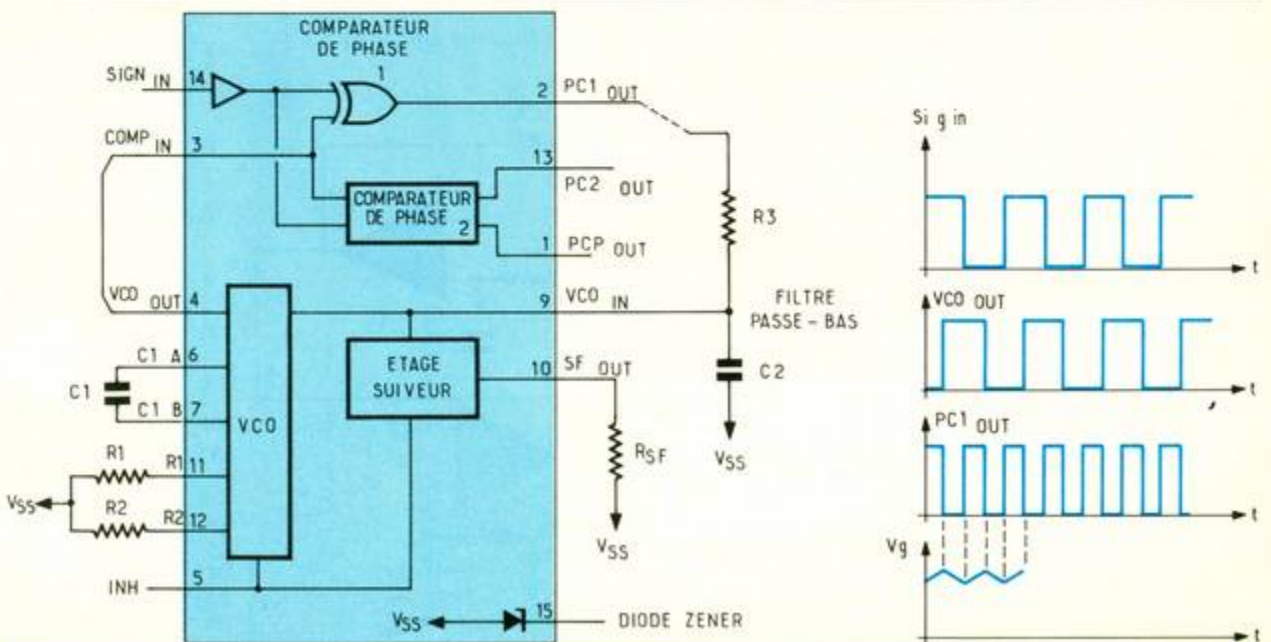 COMPARATEUR
DE PHASE
SIGN IN
14
1
2
PC1 OUT
COMP IN
3
13
PC2 OUT
COMPARATEUR
DE PHASE
2
1
PCP OUT
R3
VCO OUT
4
9
VCO IN
FILTRE
PASSE-BAS
C1 A
6
C1
C1 B
7
VCO
ETAGE
SUIVEUR
10
SF OUT
C2
VSS
R1
R1
11
RSF
VSS
R2
R2
12
VSS
INH
5
VSS
15
DIODE ZENER
Sig in
t
VCO OUT
t
PC1 OUT
t
Vg
t